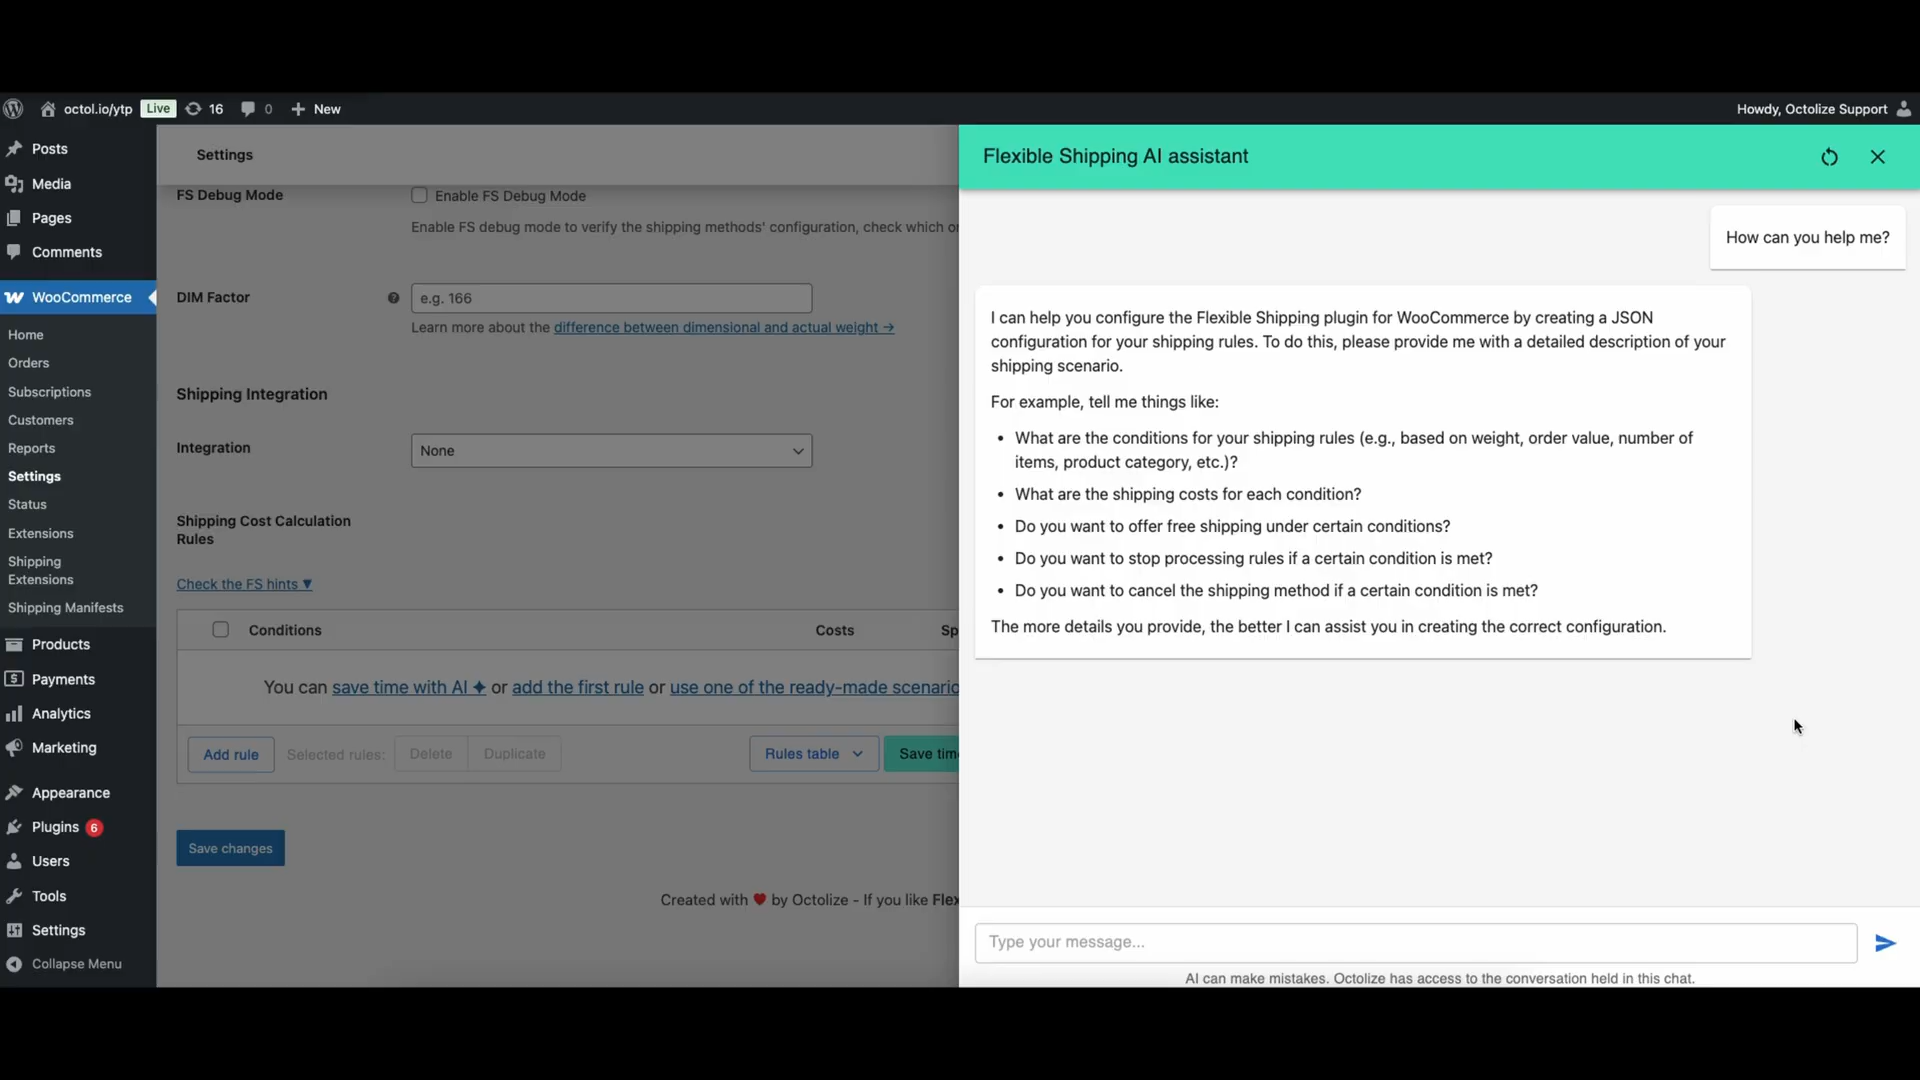 octol.io/ytp Live 16 0 New
Howdy, Octolize Support
Posts
Media
Pages
Comments
WooCommerce
Home
Orders
Subscriptions
Customers
Reports
Settings
Status
Extensions
Shipping
Extensions
Shipping Manifests
Products
Payments
Analytics
Marketing
Appearance
Plugins 6
Users
Tools
Settings
Collapse Menu
Settings
FS Debug Mode
Enable FS Debug Mode
Enable FS debug mode to verify the shipping methods' configuration, check which
DIM Factor
e.g. 166
Learn more about the difference between dimensional and actual weight →
Shipping Integration
Integration
None
Shipping Cost Calculation
Rules
Check the FS hints ▼
Conditions Costs Sp
You can save time with AI ✦ or add the first rule or use one of the ready-made scenario
Add rule Selected rules: Delete Duplicate Rules table Save tim
Save changes
Created with ❤ by Octolize - If you like Flex
Flexible Shipping AI assistant
How can you help me?
I can help you configure the Flexible Shipping plugin for WooCommerce by creating a JSON
configuration for your shipping rules. To do this, please provide me with a detailed description of your
shipping scenario.
For example, tell me things like:
• What are the conditions for your shipping rules (e.g., based on weight, order value, number of
items, product category, etc.)?
• What are the shipping costs for each condition?
• Do you want to offer free shipping under certain conditions?
• Do you want to stop processing rules if a certain condition is met?
• Do you want to cancel the shipping method if a certain condition is met?
The more details you provide, the better I can assist you in creating the correct configuration.
Type your message...
AI can make mistakes. Octolize has access to the conversation held in this chat.